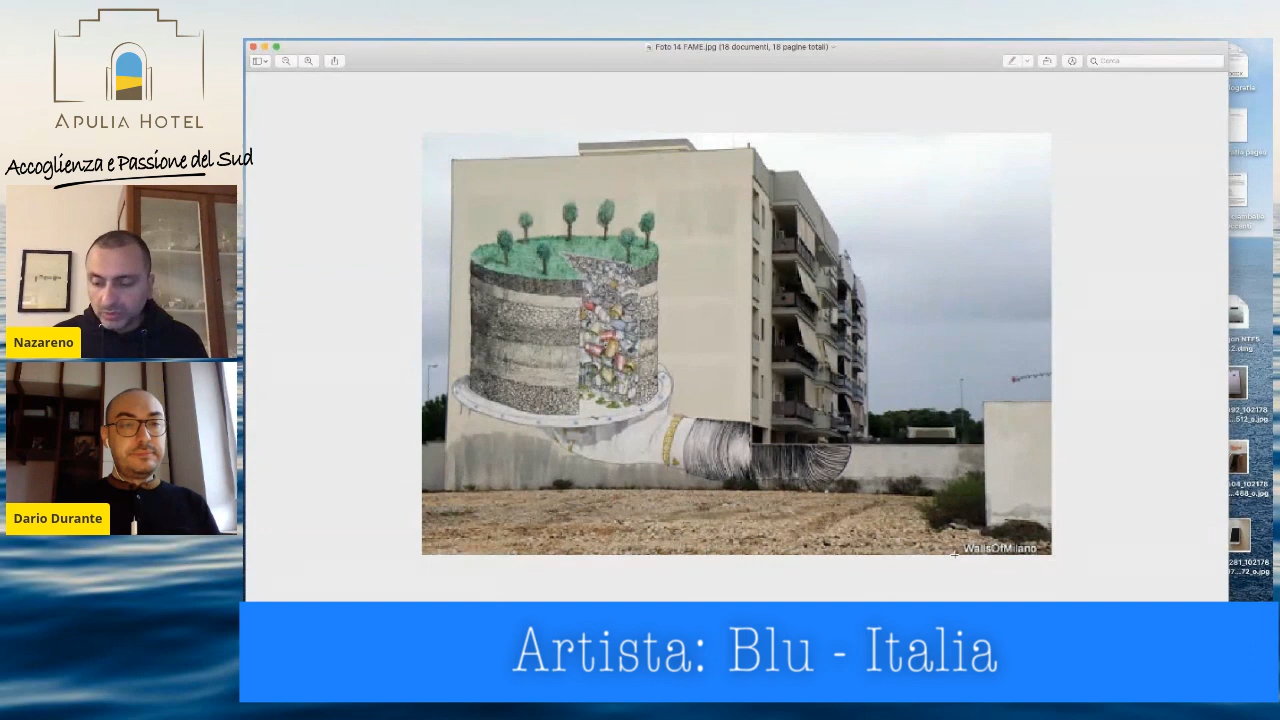 APULIA HOTEL
Accoglienza e Passione del Sud
Nazareno
Dario Durante
Foto 14 FAME.jpg (18 documenti, 18 pagine totali)
Cerca
WallsOfMilano
Artista: Blu - Italia